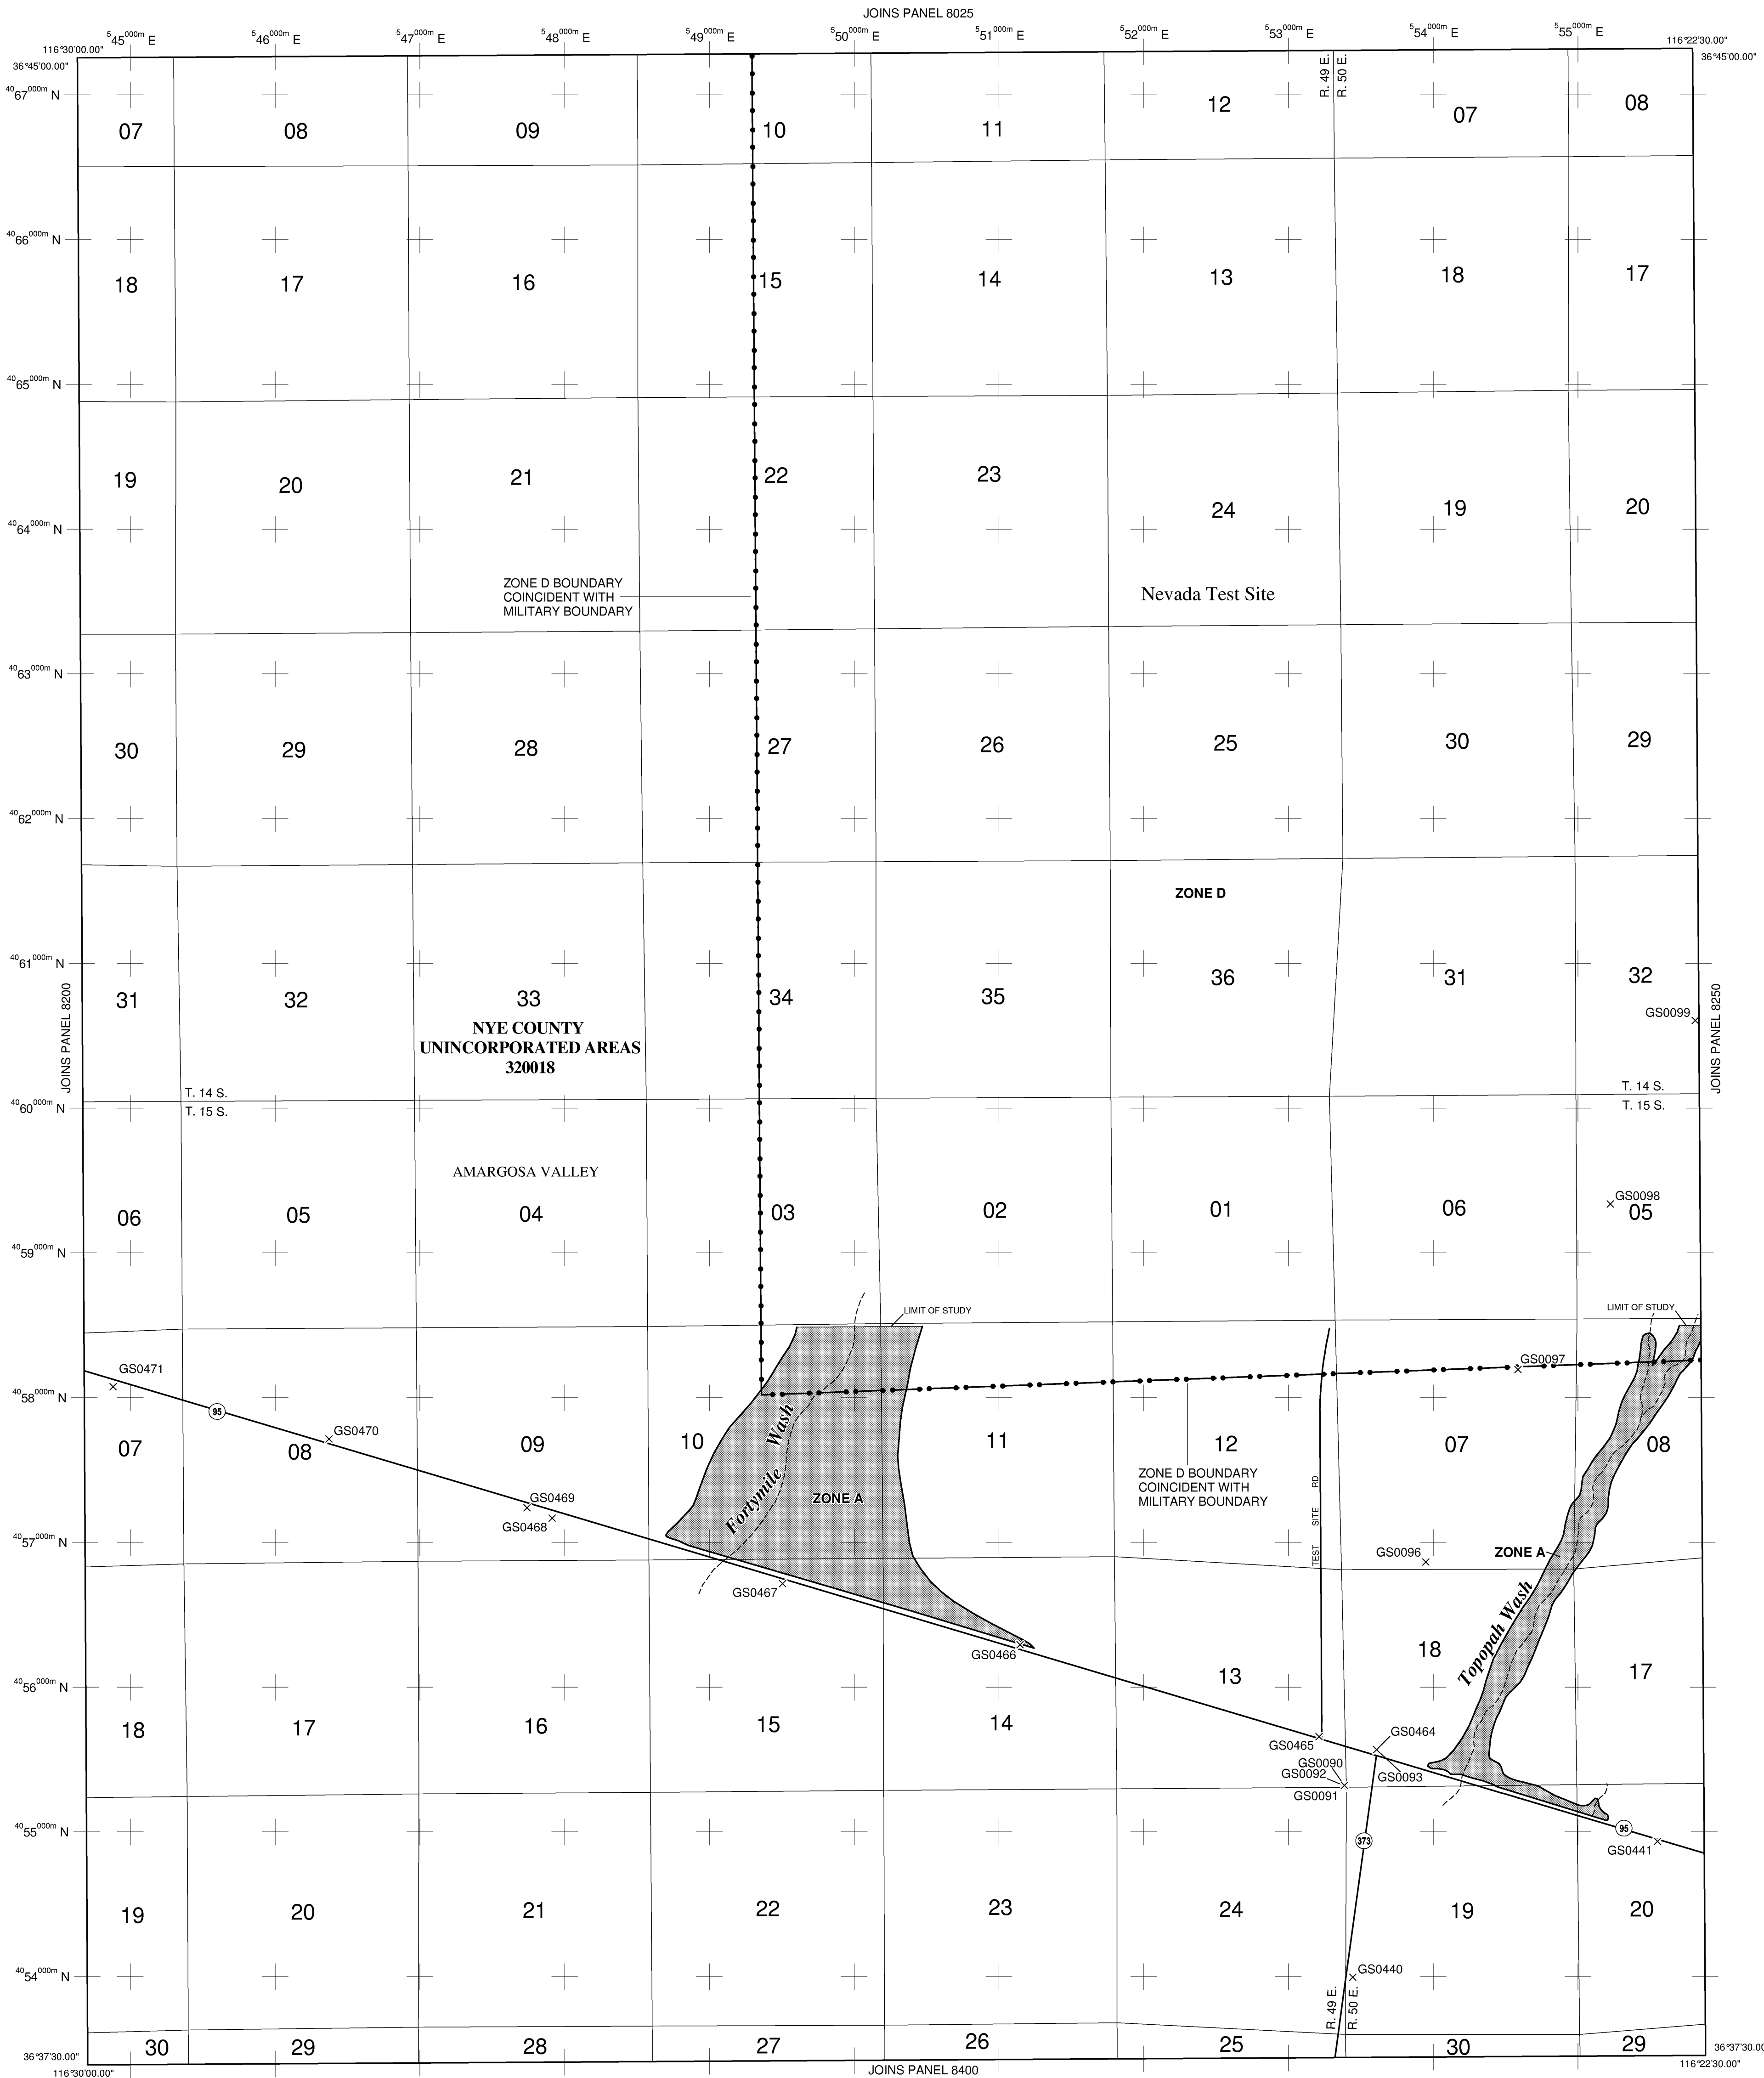 JOINS PANEL 8025
545000m E
546000m E
547000m E
548000m E
549000m E
550000m E
551000m E
552000m E
553000m E
554000m E
555000m E
116°30'00.00"
116°22'30.00"
36°45'00.00"
36°45'00.00"
R. 49 E.
R. 50 E.
4067000m N
07
08
09
10
11
12
07
08
4066000m N
18
17
16
15
14
13
18
17
4065000m N
19
20
21
22
23
24
19
20
4064000m N
ZONE D BOUNDARY
COINCIDENT WITH
MILITARY BOUNDARY
Nevada Test Site
4063000m N
30
29
28
27
26
25
30
29
4062000m N
ZONE D
4061000m N
31
32
33
34
35
36
31
32
GS0099
NYE COUNTY
UNINCORPORATED AREAS
320018
JOINS PANEL 8200
JOINS PANEL 8250
T. 14 S.
T. 14 S.
4060000m N
T. 15 S.
T. 15 S.
AMARGOSA VALLEY
GS0098
06
05
04
03
02
01
06
05
4059000m N
LIMIT OF STUDY
LIMIT OF STUDY
GS0471
GS0097
4058000m N
95
GS0470
07
08
09
10
11
12
07
08
Fortymile Wash
ZONE A
ZONE D BOUNDARY
COINCIDENT WITH
MILITARY BOUNDARY
TEST SITE RD
GS0469
GS0468
4057000m N
GS0096
ZONE A
GS0467
Topopah Wash
GS0466
4056000m N
18
17
16
15
14
13
18
17
GS0465
GS0464
GS0090
GS0092
GS0093
GS0091
4055000m N
373
95
GS0441
19
20
21
22
23
24
19
20
4054000m N
GS0440
R. 49 E.
R. 50 E.
30
29
28
27
26
25
30
29
36°37'30.00"
36°37'30.00"
116°30'00.00"
JOINS PANEL 8400
116°22'30.00"